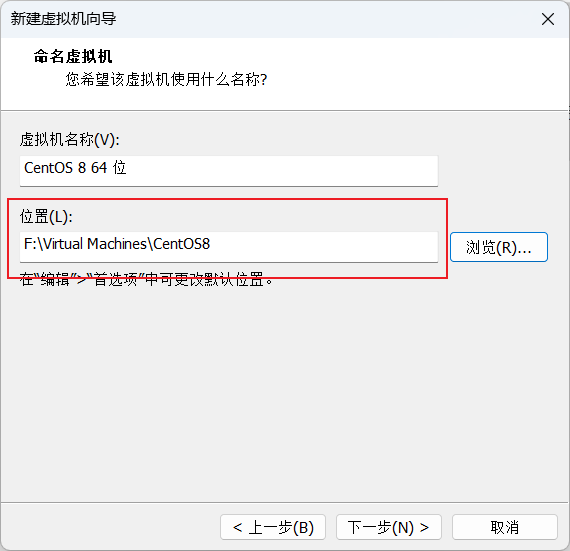 新建虚拟机向导
命名虚拟机
您希望该虚拟机使用什么名称?
虚拟机名称(V):
CentOS 8 64 位
位置(L):
F:\Virtual Machines\CentOS8
浏览(R)...
在“编辑”>“首选项”中可更改默认位置。
< 上一步(B)
下一步(N) >
取消